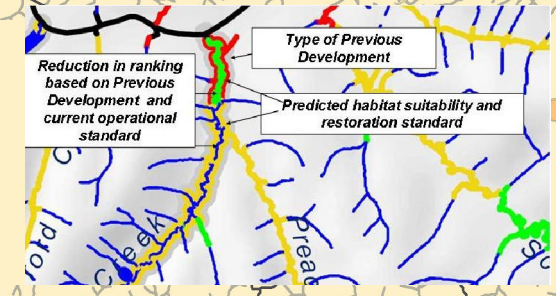 Type of Previous
Development
Reduction in ranking
based on Previous
Development and
current operational
standard
Predicted habitat suitability and
restoration standard
Creek